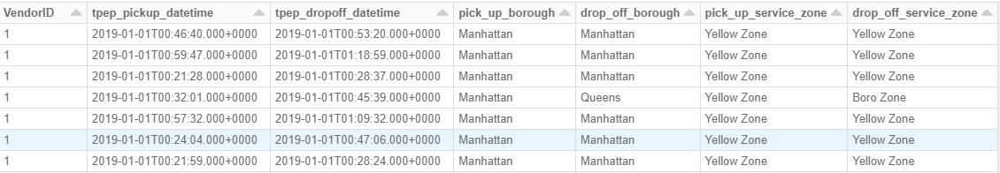 VendorID tpep_pickup_datetime tpep_dropoff_datetime pick_up_borough drop_off_borough pick_up_service_zone drop_off_service_zone
1 2019-01-01T00:46:40.000+0000 2019-01-01T00:53:20.000+0000 Manhattan Manhattan Yellow Zone Yellow Zone
1 2019-01-01T00:59:47.000+0000 2019-01-01T01:18:59.000+0000 Manhattan Manhattan Yellow Zone Yellow Zone
1 2019-01-01T00:21:28.000+0000 2019-01-01T00:28:37.000+0000 Manhattan Manhattan Yellow Zone Yellow Zone
1 2019-01-01T00:32:01.000+0000 2019-01-01T00:45:39.000+0000 Manhattan Queens Yellow Zone Boro Zone
1 2019-01-01T00:57:32.000+0000 2019-01-01T01:09:32.000+0000 Manhattan Manhattan Yellow Zone Yellow Zone
1 2019-01-01T00:24:04.000+0000 2019-01-01T00:47:06.000+0000 Manhattan Manhattan Yellow Zone Yellow Zone
1 2019-01-01T00:21:59.000+0000 2019-01-01T00:28:24.000+0000 Manhattan Manhattan Yellow Zone Yellow Zone